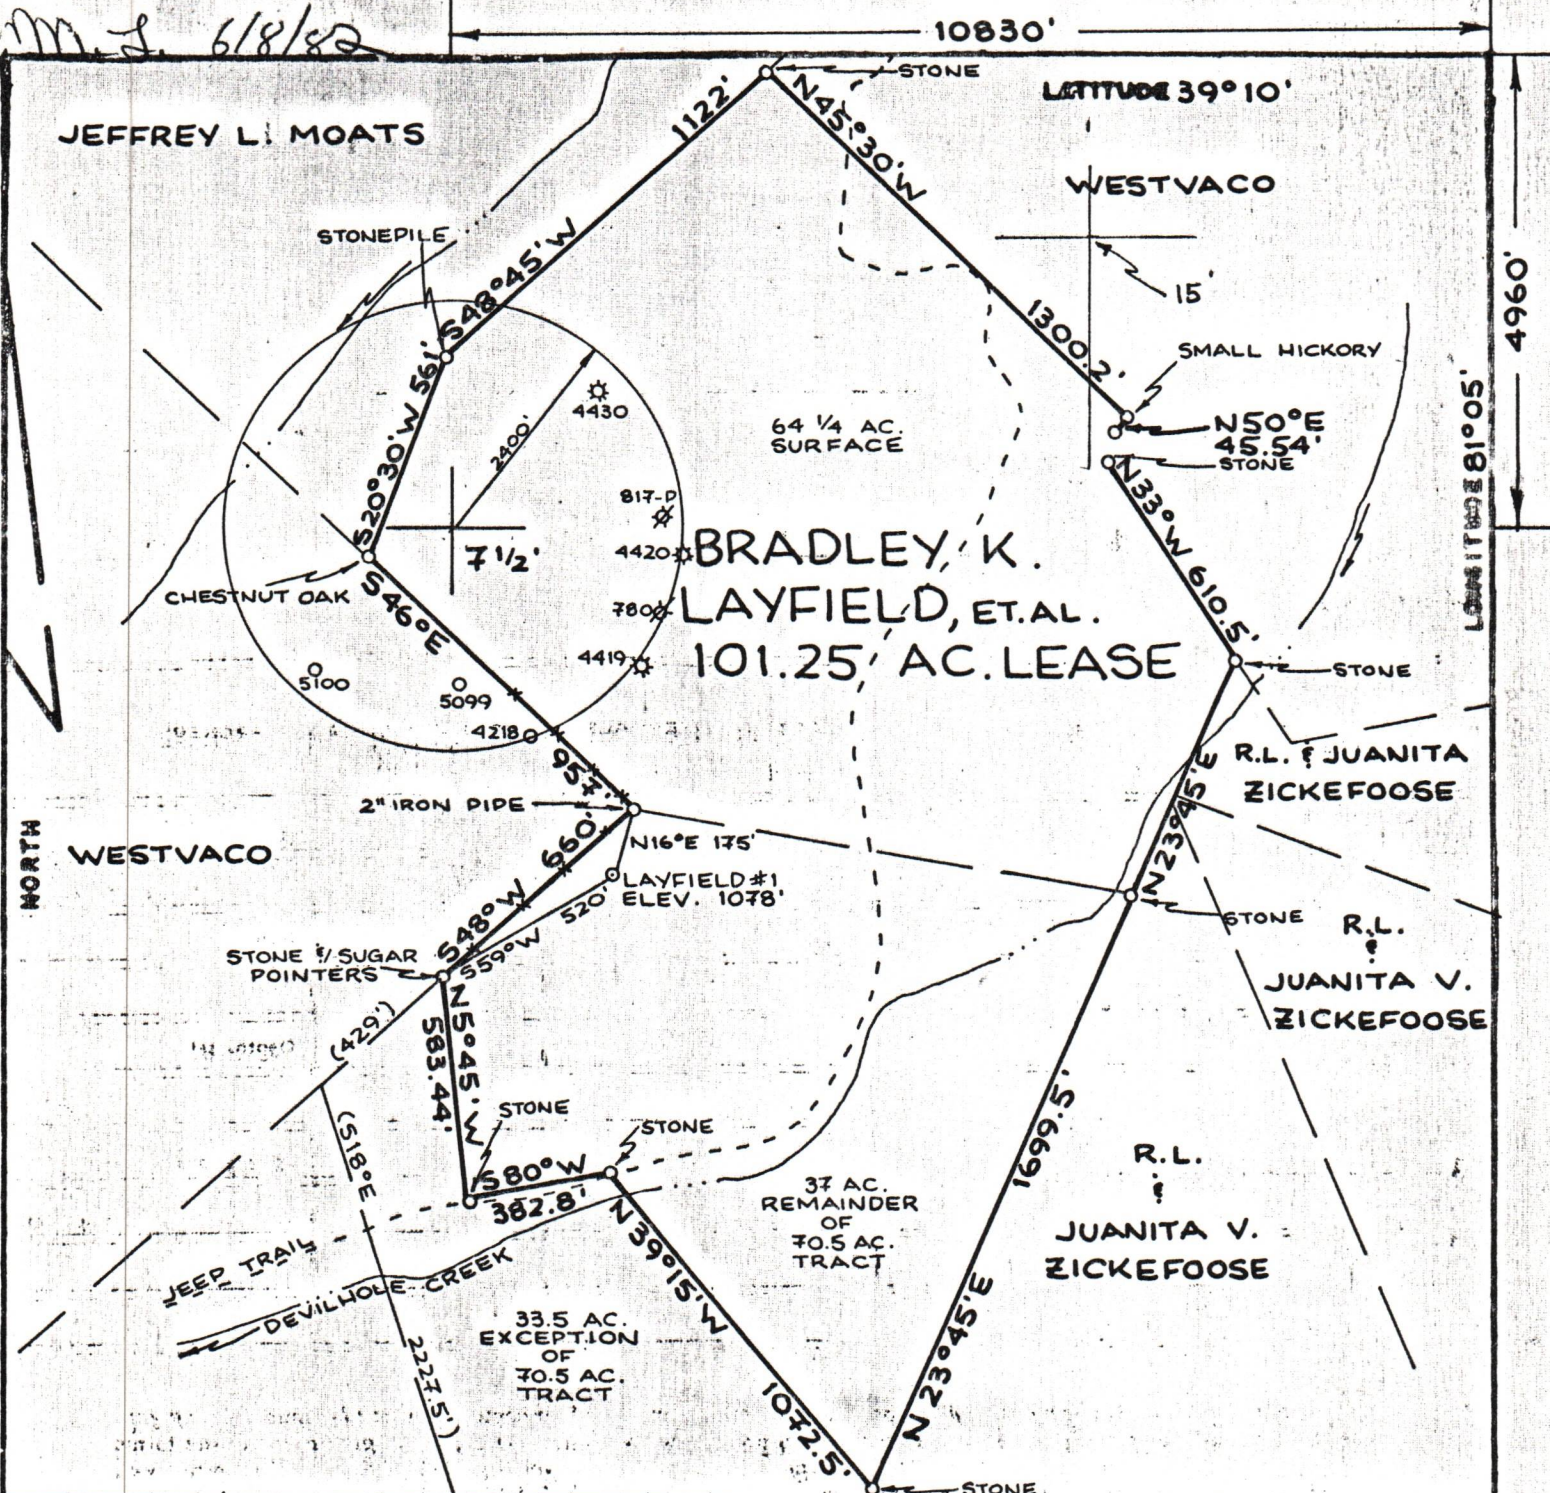 M. L. 6/8/82
10830'
STONE
LATITUDE 39°10'
JEFFREY L. MOATS
1122'
N45°30'W
WESTVACO
STONEPILE
S48°45'W
15'
4960'
1300.2'
SMALL HICKORY
S20°30'W 561'
2400'
4430
64 1/4 AC.
SURFACE
N50°E
45.54'
STONE
LONGITUDE 81°05'
817-D
N33°W 610.5'
7 1/2'
4420
BRADLEY, K.
LAYFIELD, ET.AL.
101.25 AC. LEASE
CHESTNUT OAK
S46°E
780
4419
5100
5099
STONE
4218
957'
R.L. & JUANITA
ZICKEFOOSE
2" IRON PIPE
N23°45'E
NORTH
WESTVACO
660'
N16°E 175'
LAYFIELD #1
ELEV. 1078'
S48°W
520'
S59°W
STONE
R.L.
&
JUANITA V.
ZICKEFOOSE
STONE & SUGAR
POINTERS
(429')
N5°45'W
583.44'
STONE
STONE
1699.5'
(S18°E
2227.5')
S80°W
382.8'
37 AC.
REMAINDER
OF
70.5 AC.
TRACT
R.L.
&
JUANITA V.
ZICKEFOOSE
N39°15'W
JEEP TRAIL
DEVILHOLE CREEK
N23°45'E
33.5 AC.
EXCEPTION
OF
70.5 AC.
TRACT
1072.5'
STONE